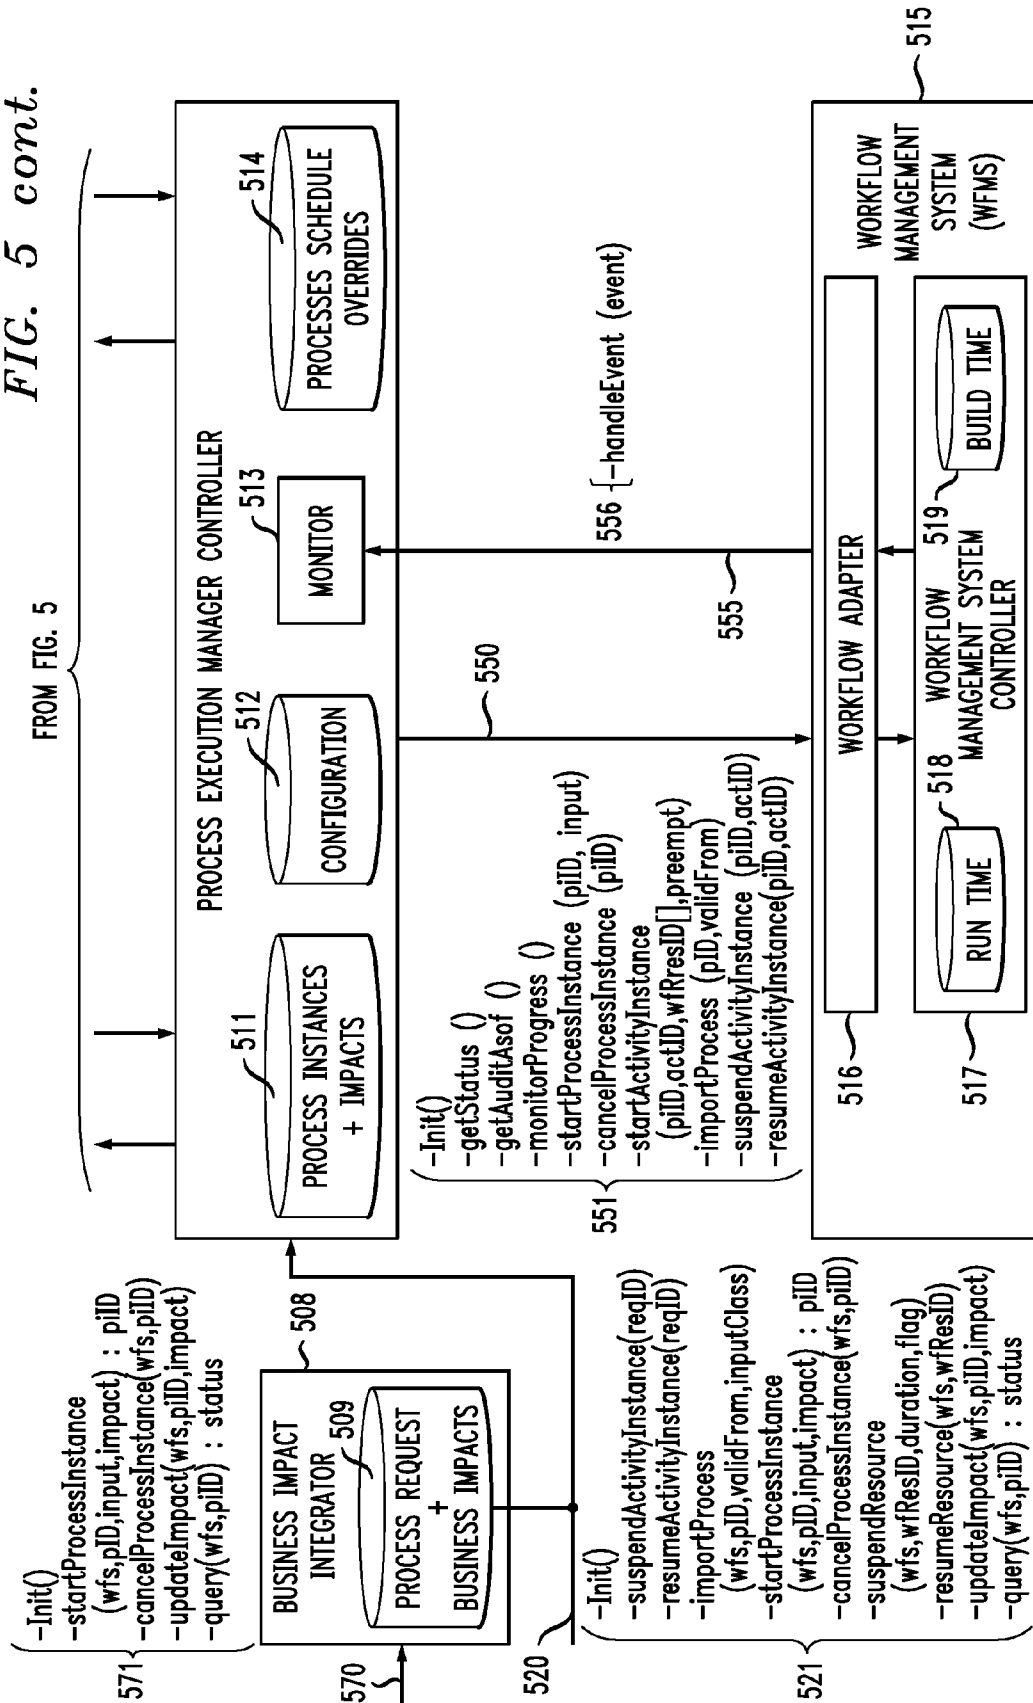 FIG. 5 cont.
FROM FIG. 5
571
-Init()
-startProcessInstance
(wfs,pID,input,impact) : piID
-cancelProcessInstance(wfs,piID)
-updateImpact(wfs,piID,impact)
-query(wfs,piID) : status
PROCESS EXECUTION MANAGER CONTROLLER
511
PROCESS INSTANCES
+ IMPACTS
512
CONFIGURATION
513
MONITOR
514
PROCESSES SCHEDULE
OVERRIDES
508
BUSINESS IMPACT
INTEGRATOR
509
PROCESS REQUEST
+
BUSINESS IMPACTS
570
520
551
-Init()
-getStatus ()
-getAuditAsof ()
-monitorProgress ()
-startProcessInstance (piID, input)
-cancelProcessInstance (piID)
-startActivityInstance
(piID,actID,wfRresID[],preempt)
-importProcess (pID,validFrom)
-suspendActivityInstance (piID,actID)
-resumeActivityInstance(piID,actID)
550
555
556
-handleEvent (event)
521
-Init()
-suspendActivityInstance(reqID)
-resumeActivityInstance(reqID)
-importProcess
(wfs,pID,validFrom,inputClass)
-startProcessInstance
(wfs,pID,input,impact) : piID
-cancelProcessInstance(wfs,piID)
-suspendResource
(wfs,wfResID,duration,flag)
-resumeResource(wfs,wfResID)
-updateImpact(wfs,piID,impact)
-query(wfs,piID) : status
515
WORKFLOW
MANAGEMENT
SYSTEM
(WFMS)
516
WORKFLOW ADAPTER
517
518
RUN TIME
WORKFLOW
MANAGEMENT SYSTEM
CONTROLLER
519
BUILD TIME